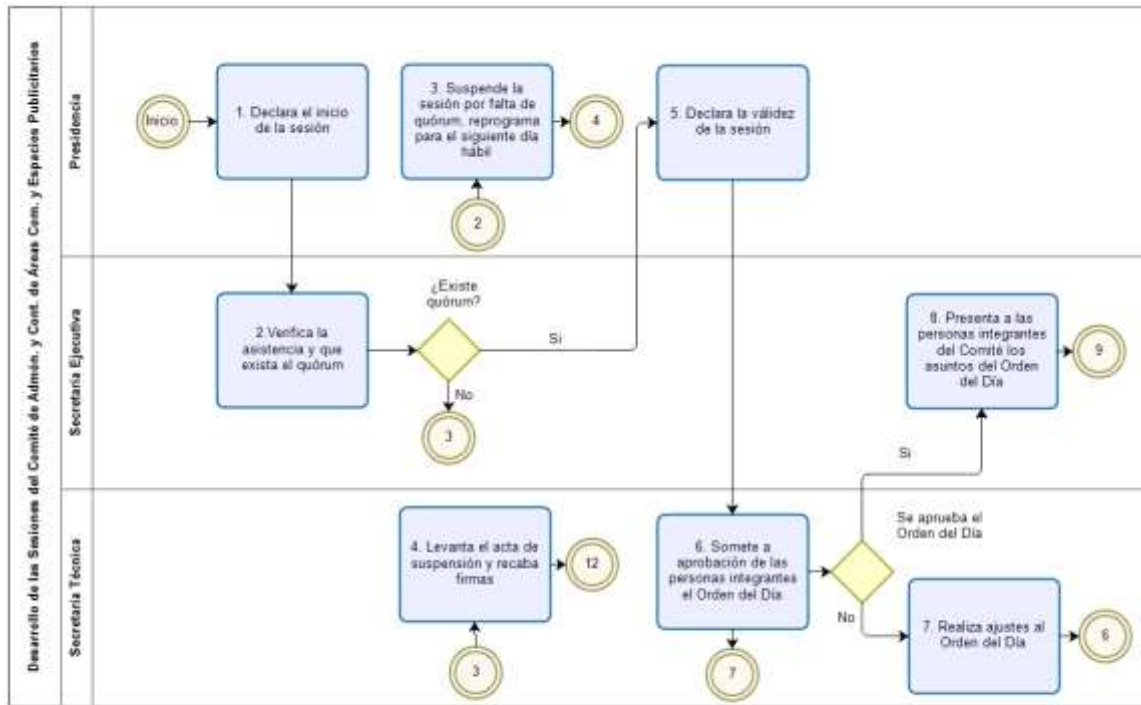 Desarrollo de las Smsiones del Comité de Admón. y Cont. de Áreas Com. y Espacios Publicitarios
Presidencia
Inicio
1. Declara el inicio
de la sesión
3. Suspende la
sesión por falta de
quórum, reprograma
para el siguiente día
hábil
4
5. Declara la válidez
de la sesión
2
Secretaría Ejecutiva
2.Verifica la
asistencia y que
exista el quórum
¿Existe
quórum?
Si
No
3
8. Presenta a las
personas integrantes
del Comité los
asuntos del Orden
del Día
9
Si
Secretaría Técnica
4. Levanta el acta de
suspensión y recaba
firmas
12
3
6. Somete a
aprobación de las
personas integrantes
el Orden del Día
7
Se aprueba el
Orden del Día
No
7. Realiza ajustes al
Orden del Día
6